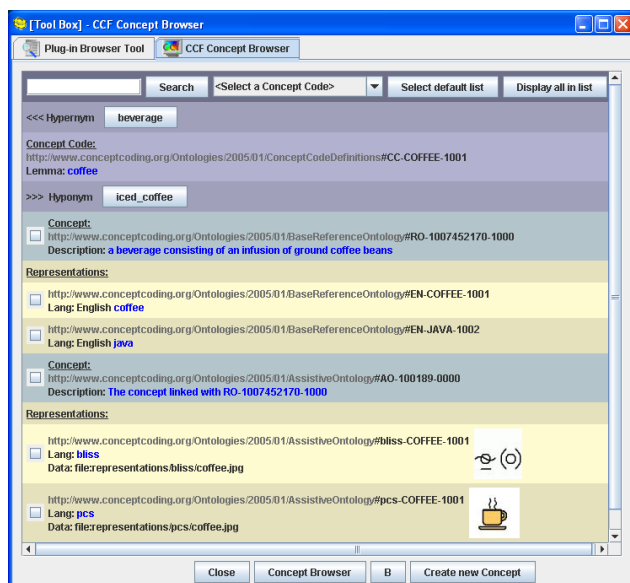 [Tool Box] - CCF Concept Browser
Plug-in Browser Tool CCF Concept Browser
Search <Select a Concept Code> Select default list Display all in list
<<< Hypernym beverage
Concept Code:
http://www.conceptcoding.org/Ontologies/2005/01/ConceptCodeDefinitions#CC-COFFEE-1001
Lemma: coffee
>>> Hyponym iced_coffee
Concept:
http://www.conceptcoding.org/Ontologies/2005/01/BaseReferenceOntology#RO-1007452170-1000
Description: a beverage consisting of an infusion of ground coffee beans
Representations:
http://www.conceptcoding.org/Ontologies/2005/01/BaseReferenceOntology#EN-COFFEE-1001
Lang: English coffee
http://www.conceptcoding.org/Ontologies/2005/01/BaseReferenceOntology#EN-JAVA-1002
Lang: English java
Concept:
http://www.conceptcoding.org/Ontologies/2005/01/AssistiveOntology#AO-100189-0000
Description: The concept linked with RO-1007452170-1000
Representations:
http://www.conceptcoding.org/Ontologies/2005/01/AssistiveOntology#bliss-COFFEE-1001
Lang: bliss
Data: file:representations/bliss/coffee.jpg
http://www.conceptcoding.org/Ontologies/2005/01/AssistiveOntology#pcs-COFFEE-1001
Lang: pcs
Data: file:representations/pcs/coffee.jpg
Close Concept Browser B Create new Concept